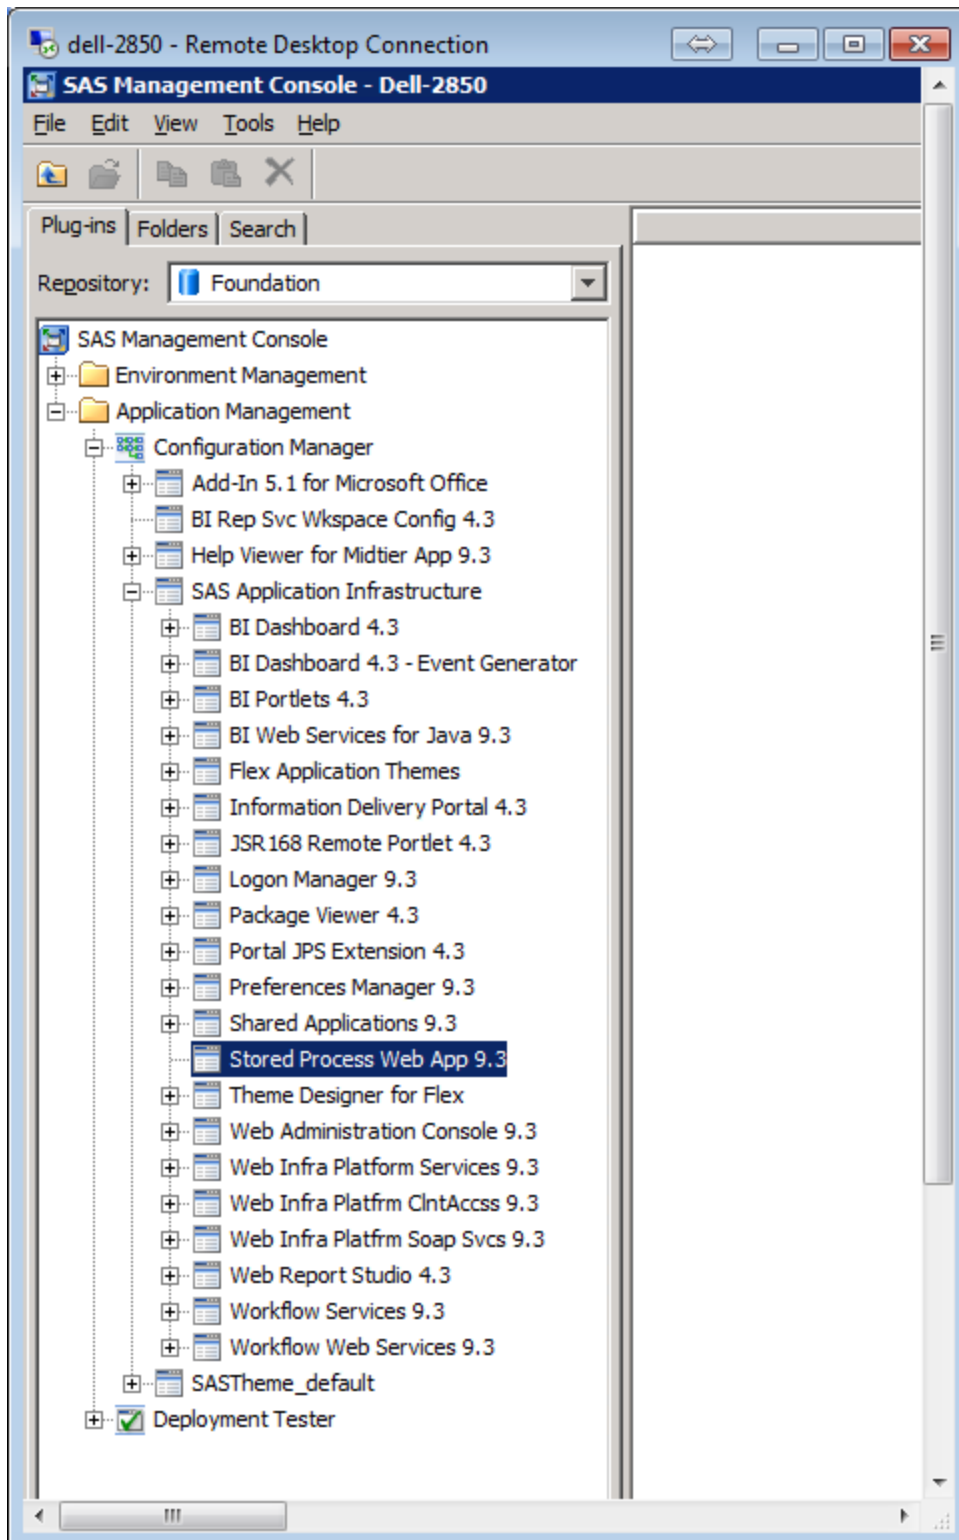 dell-2850 - Remote Desktop Connection
SAS Management Console - Dell-2850
File Edit View Tools Help
Plug-ins Folders Search
Repository: Foundation
SAS Management Console
Environment Management
Application Management
Configuration Manager
Add-In 5.1 for Microsoft Office
BI Rep Svc Wkspace Config 4.3
Help Viewer for Midtier App 9.3
SAS Application Infrastructure
BI Dashboard 4.3
BI Dashboard 4.3 - Event Generator
BI Portlets 4.3
BI Web Services for Java 9.3
Flex Application Themes
Information Delivery Portal 4.3
JSR168 Remote Portlet 4.3
Logon Manager 9.3
Package Viewer 4.3
Portal JPS Extension 4.3
Preferences Manager 9.3
Shared Applications 9.3
Stored Process Web App 9.3
Theme Designer for Flex
Web Administration Console 9.3
Web Infra Platform Services 9.3
Web Infra Platfrm ClntAccss 9.3
Web Infra Platfrm Soap Svcs 9.3
Web Report Studio 4.3
Workflow Services 9.3
Workflow Web Services 9.3
SASTheme_default
Deployment Tester